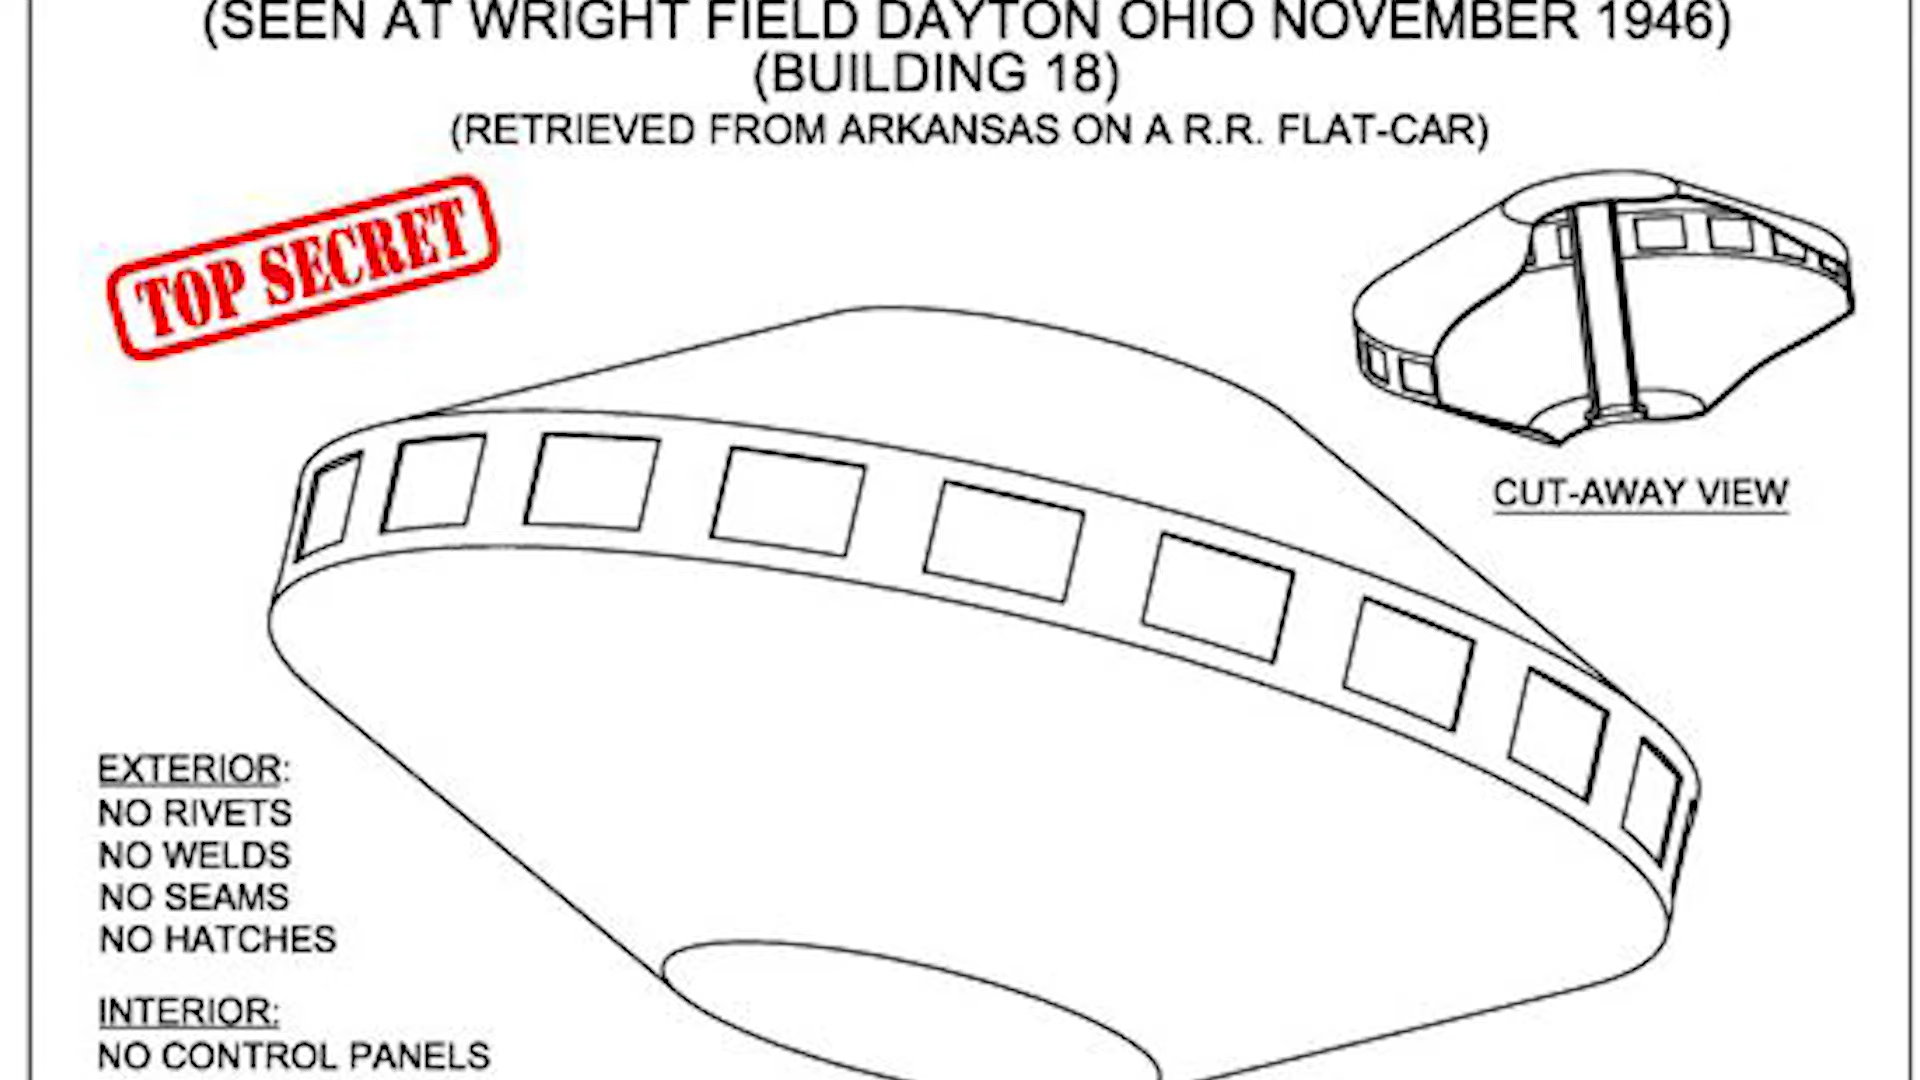 (SEEN AT WRIGHT FIELD DAYTON OHIO NOVEMBER 1946)
(BUILDING 18)
(RETRIEVED FROM ARKANSAS ON A R.R. FLAT-CAR)
TOP SECRET
CUT-AWAY VIEW
EXTERIOR:
NO RIVETS
NO WELDS
NO SEAMS
NO HATCHES
INTERIOR:
NO CONTROL PANELS